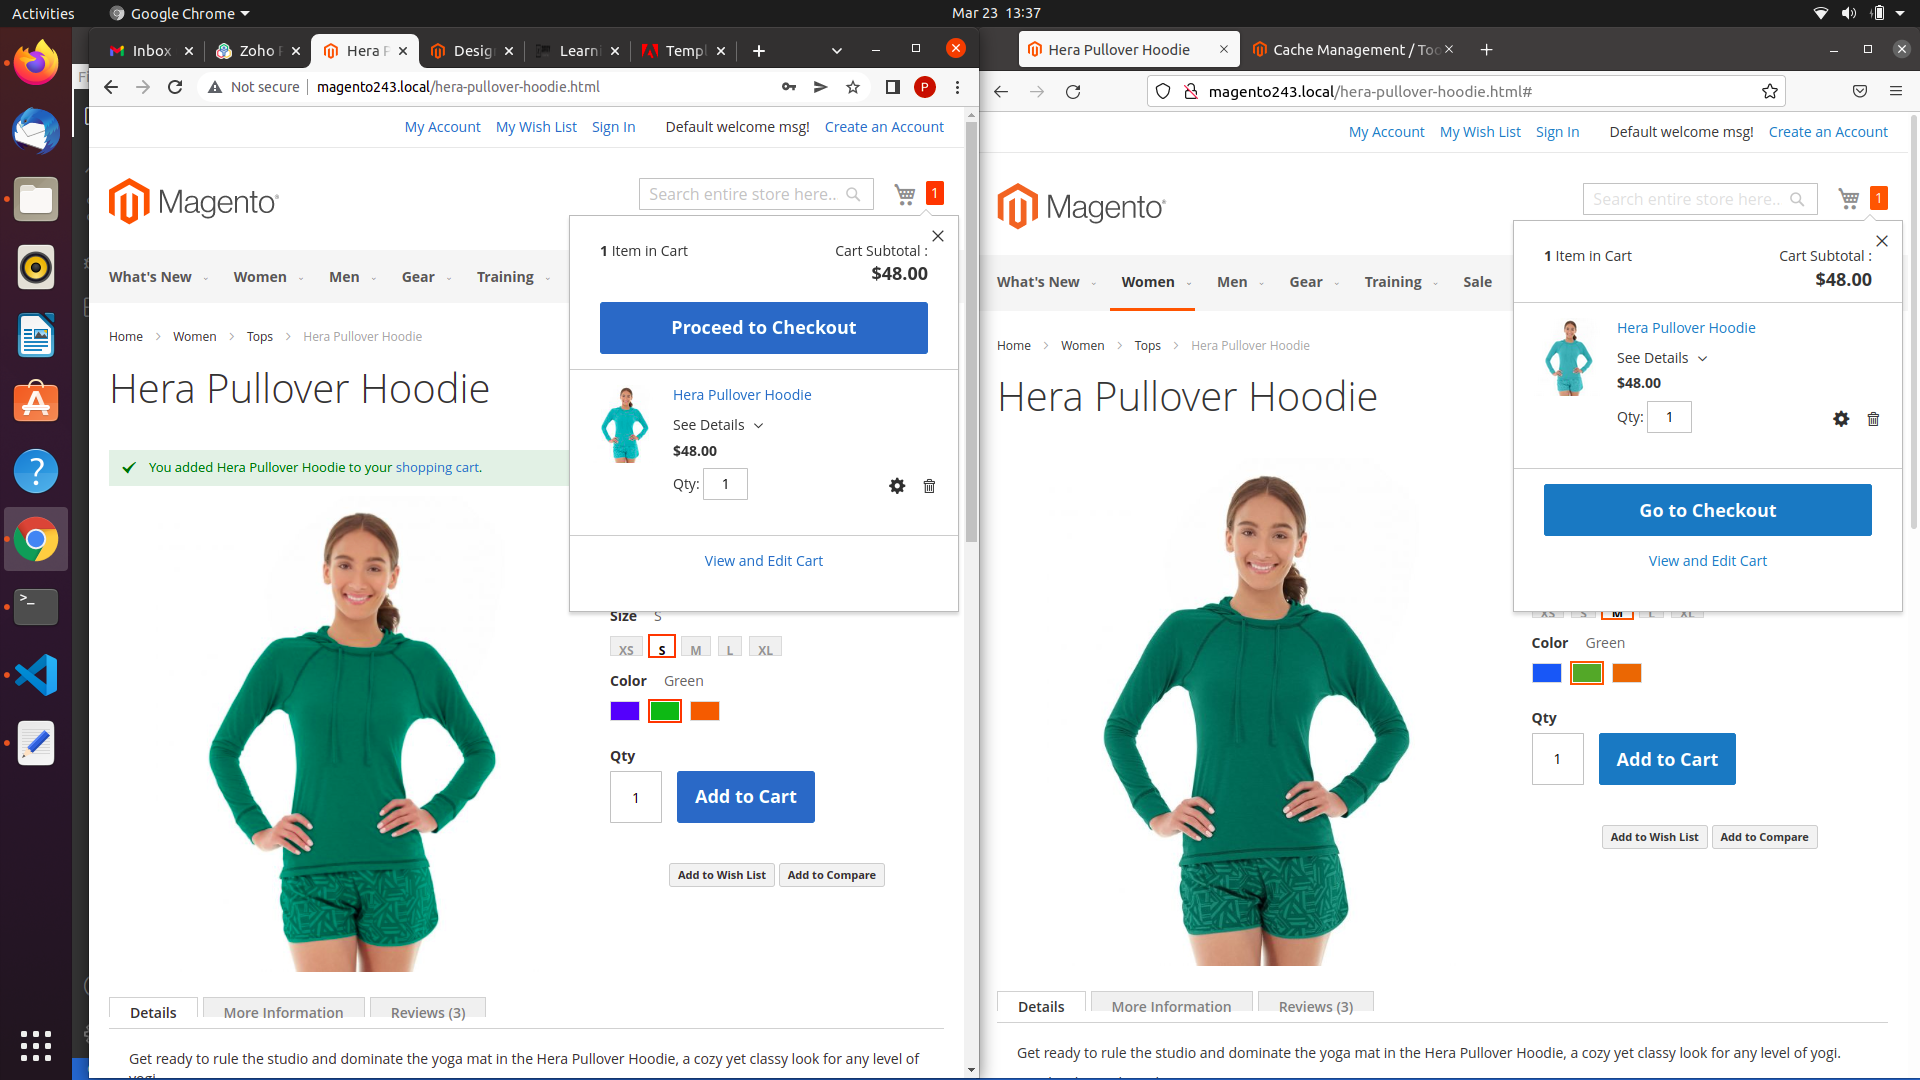 Activities
Google Chrome
Mar 23 13:37
Inbox
Zoho
Hera P
Desig
Learn
Templ
Not secure
magento243.local/hera-pullover-hoodie.html
P
My Account
My Wish List
Sign In
Default welcome msg!
Create an Account
Magento
Search entire store here..
1
1 Item in Cart
Cart Subtotal :
$48.00
Proceed to Checkout
Hera Pullover Hoodie
See Details
$48.00
Qty: 1
View and Edit Cart
What's New
Women
Men
Gear
Training
Home
Women
Tops
Hera Pullover Hoodie
Hera Pullover Hoodie
You added Hera Pullover Hoodie to your shopping cart.
Size S
XS
S
M
L
XL
Color Green
Qty
1
Add to Cart
Add to Wish List
Add to Compare
Details
More Information
Reviews (3)
Get ready to rule the studio and dominate the yoga mat in the Hera Pullover Hoodie, a cozy yet classy look for any level of
Hera Pullover Hoodie
Cache Management / Too
magento243.local/hera-pullover-hoodie.html#
My Account
My Wish List
Sign In
Default welcome msg!
Create an Account
Magento
Search entire store here..
1
1 Item in Cart
Cart Subtotal :
$48.00
Hera Pullover Hoodie
See Details
$48.00
Qty: 1
Go to Checkout
View and Edit Cart
What's New
Women
Men
Gear
Training
Sale
Home
Women
Tops
Hera Pullover Hoodie
Hera Pullover Hoodie
XS
S
M
L
XL
Color Green
Qty
1
Add to Cart
Add to Wish List
Add to Compare
Details
More Information
Reviews (3)
Get ready to rule the studio and dominate the yoga mat in the Hera Pullover Hoodie, a cozy yet classy look for any level of yogi.